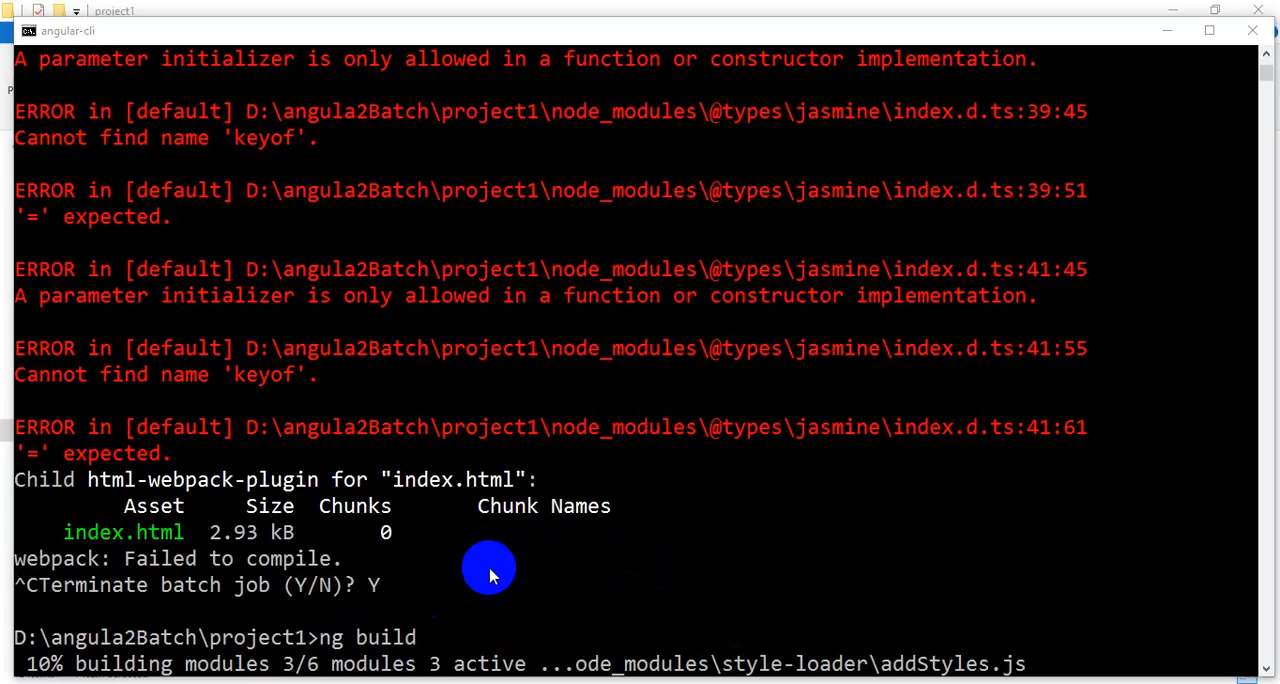 project1
angular-cli
A parameter initializer is only allowed in a function or constructor implementation.
ERROR in [default] D:\angula2Batch\project1\node_modules\@types\jasmine\index.d.ts:39:45
Cannot find name 'keyof'.
ERROR in [default] D:\angula2Batch\project1\node_modules\@types\jasmine\index.d.ts:39:51
'=' expected.
ERROR in [default] D:\angula2Batch\project1\node_modules\@types\jasmine\index.d.ts:41:45
A parameter initializer is only allowed in a function or constructor implementation.
ERROR in [default] D:\angula2Batch\project1\node_modules\@types\jasmine\index.d.ts:41:55
Cannot find name 'keyof'.
ERROR in [default] D:\angula2Batch\project1\node_modules\@types\jasmine\index.d.ts:41:61
'=' expected.
Child html-webpack-plugin for "index.html":
Asset Size Chunks Chunk Names
index.html 2.93 kB 0
webpack: Failed to compile.
^CTerminate batch job (Y/N)? Y
D:\angula2Batch\project1>ng build
10% building modules 3/6 modules 3 active ...ode_modules\style-loader\addStyles.js